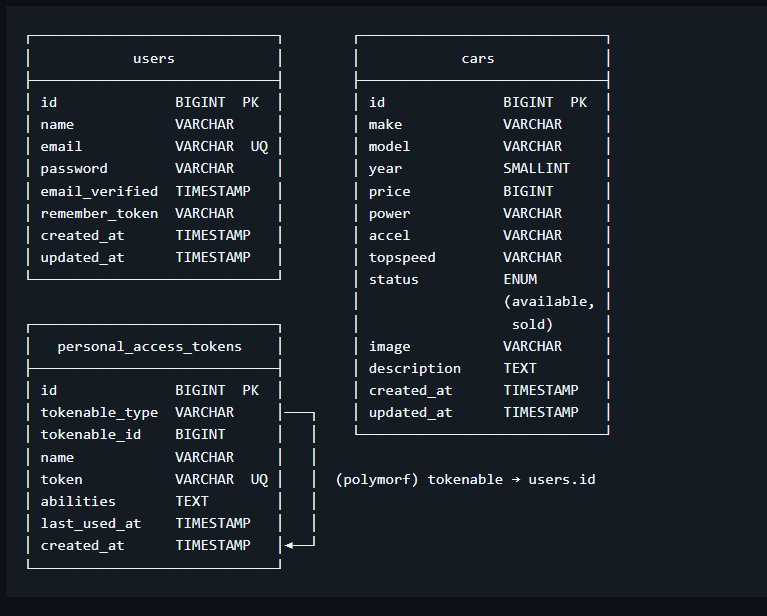 users
id BIGINT PK
name VARCHAR
email VARCHAR UQ
password VARCHAR
email_verified TIMESTAMP
remember_token VARCHAR
created_at TIMESTAMP
updated_at TIMESTAMP
cars
id BIGINT PK
make VARCHAR
model VARCHAR
year SMALLINT
price BIGINT
power VARCHAR
accel VARCHAR
topspeed VARCHAR
status ENUM
(available,
sold)
image VARCHAR
description TEXT
created_at TIMESTAMP
updated_at TIMESTAMP
personal_access_tokens
id BIGINT PK
tokenable_type VARCHAR
tokenable_id BIGINT
name VARCHAR
token VARCHAR UQ
abilities TEXT
last_used_at TIMESTAMP
created_at TIMESTAMP
(polymorf) tokenable → users.id